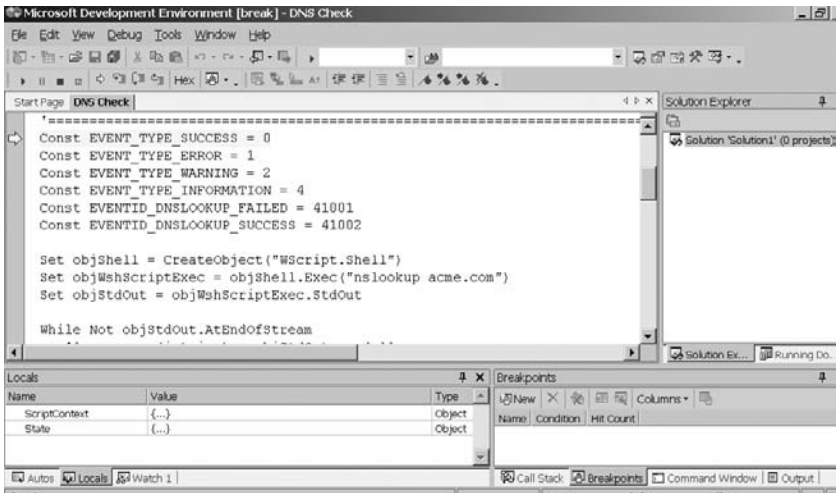 Microsoft Development Environment [break] - DNS Check
File Edit View Debug Tools Window Help
Hex
Start Page DNS Check
'=========================================================================
Const EVENT_TYPE_SUCCESS = 0
Const EVENT_TYPE_ERROR = 1
Const EVENT_TYPE_WARNING = 2
Const EVENT_TYPE_INFORMATION = 4
Const EVENTID_DNSLOOKUP_FAILED = 41001
Const EVENTID_DNSLOOKUP_SUCCESS = 41002
Set objShell = CreateObject("WScript.Shell")
Set objWshScriptExec = objShell.Exec("nslookup acme.com")
Set objStdOut = objWshScriptExec.StdOut
While Not objStdOut.AtEndOfStream
Solution Explorer
Solution 'Solution1' (0 projects)
Solution Ex... Running Do...
Locals
Name Value Type
ScriptContext {...} Object
State {...} Object
Autos Locals Watch 1
Breakpoints
New Columns
Name Condition Hit Count
Call Stack Breakpoints Command Window Output